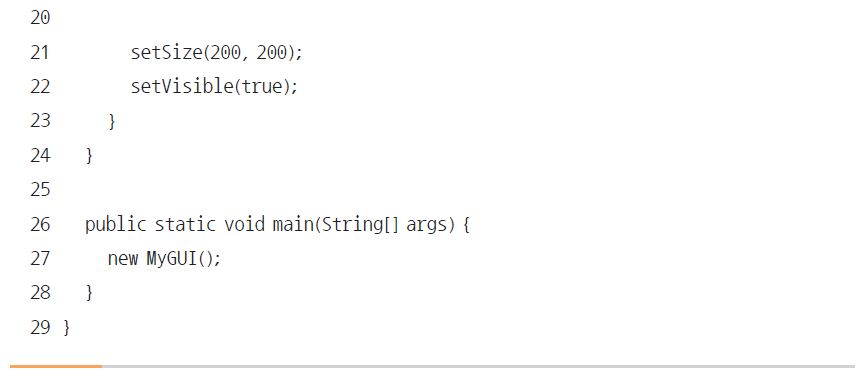 20
21 setSize(200, 200);
22 setVisible(true);
23 }
24 }
25
26 public static void main(String[] args) {
27 new MyGUI();
28 }
29 }